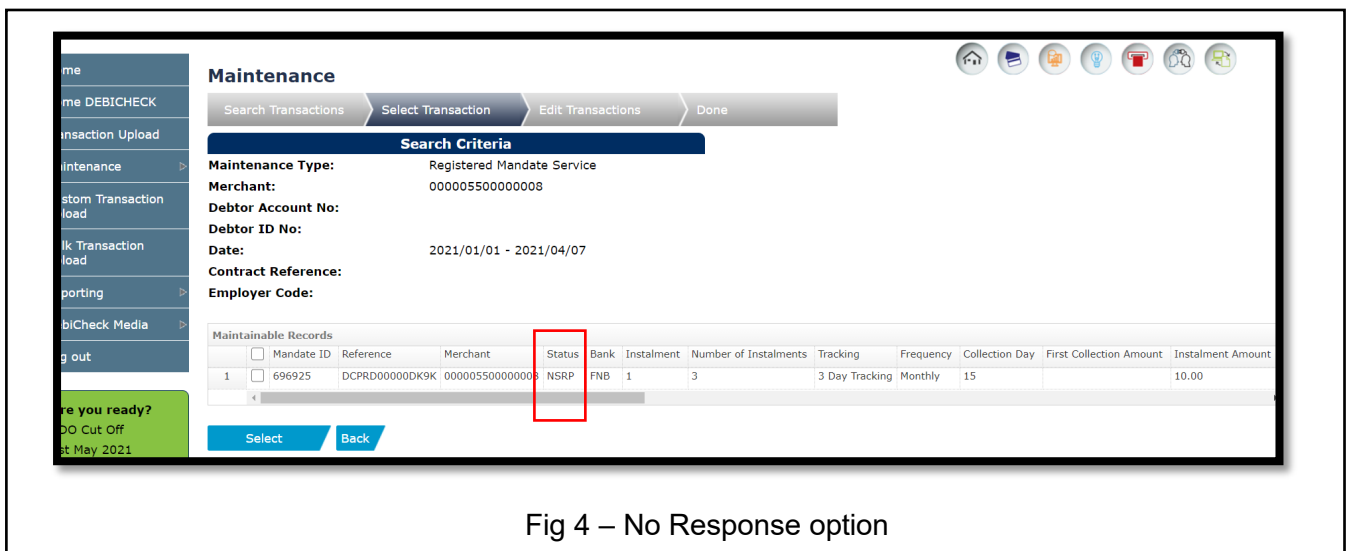 me
me DEBICHECK
ansaction Upload
intenance
stom Transaction
load
lk Transaction
load
porting
biCheck Media
g out
re you ready?
DO Cut Off
st May 2021
Maintenance
Search Transactions Select Transaction Edit Transactions Done
Search Criteria
Maintenance Type: Registered Mandate Service
Merchant: 000005500000008
Debtor Account No:
Debtor ID No:
Date: 2021/01/01 - 2021/04/07
Contract Reference:
Employer Code:
Maintainable Records
Mandate ID Reference Merchant Status Bank Instalment Number of Instalments Tracking Frequency Collection Day First Collection Amount Instalment Amount
1 696925 DCPRD00000DK9K 000005500000008 NSRP FNB 1 3 3 Day Tracking Monthly 15 10.00
Select Back
Fig 4 – No Response option